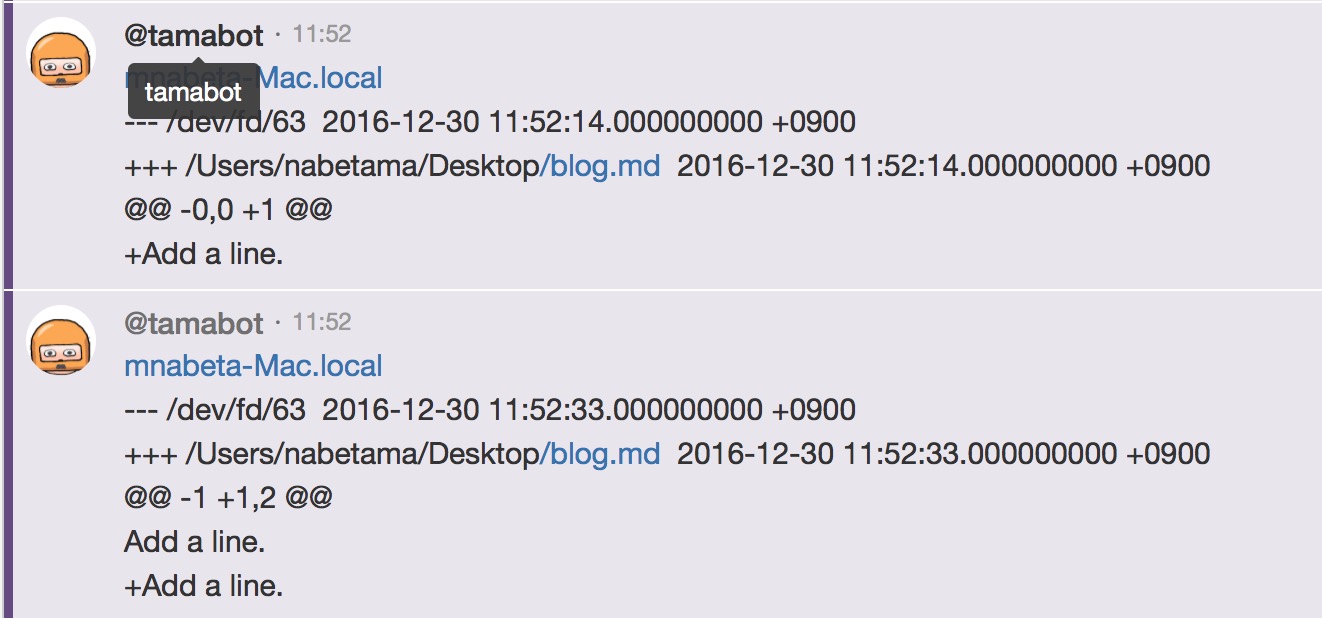 @tamabot · 11:52
mnabeta-Mac.local
tamabot
--- /dev/fd/63 2016-12-30 11:52:14.000000000 +0900
+++ /Users/nabetama/Desktop/blog.md 2016-12-30 11:52:14.000000000 +0900
@@ -0,0 +1 @@
+Add a line.
@tamabot · 11:52
mnabeta-Mac.local
--- /dev/fd/63 2016-12-30 11:52:33.000000000 +0900
+++ /Users/nabetama/Desktop/blog.md 2016-12-30 11:52:33.000000000 +0900
@@ -1 +1,2 @@
Add a line.
+Add a line.